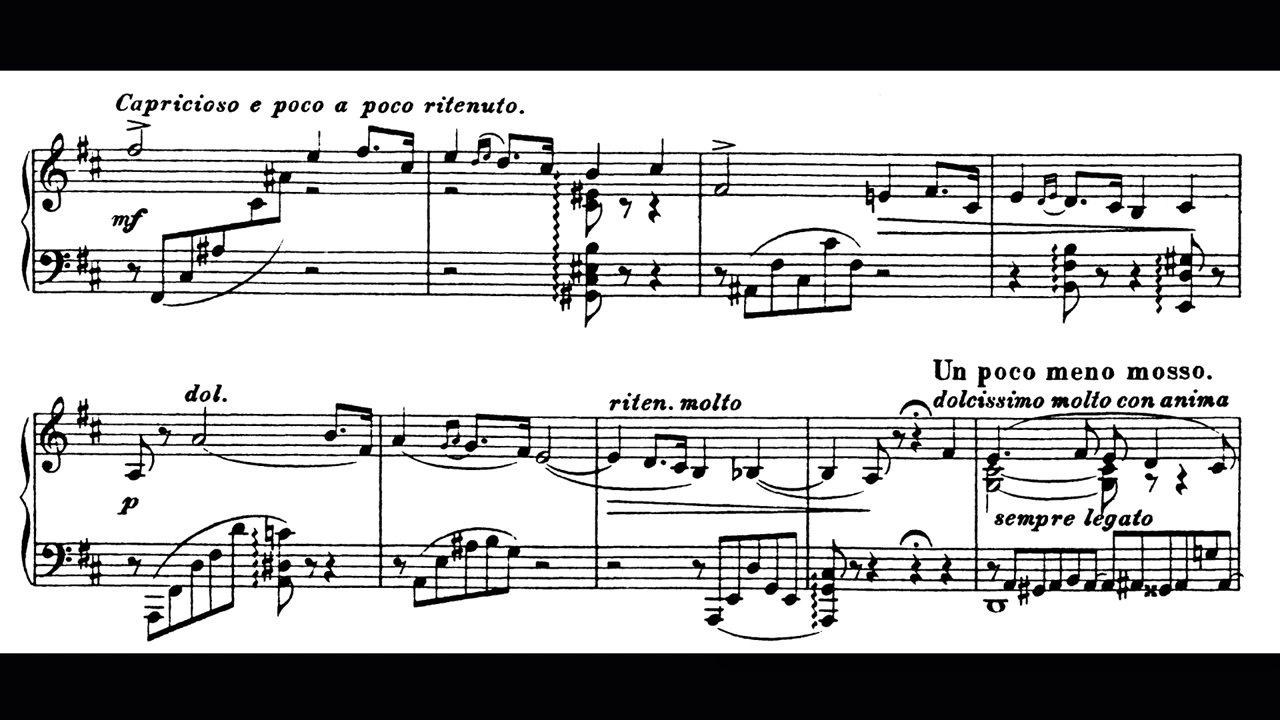 Capricioso e poco a poco ritenuto.
mf
dol.
p
riten. molto
Un poco meno mosso.
dolcissimo molto con anima
sempre legato